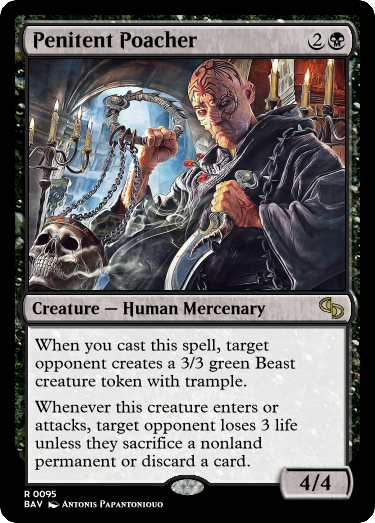 Penitent Poacher 2
Creature — Human Mercenary
When you cast this spell, target
opponent creates a 3/3 green Beast
creature token with trample.
Whenever this creature enters or
attacks, target opponent loses 3 life
unless they sacrifice a nonland
permanent or discard a card.
4/4
R 0095
BAV Antonis Papantoniouo